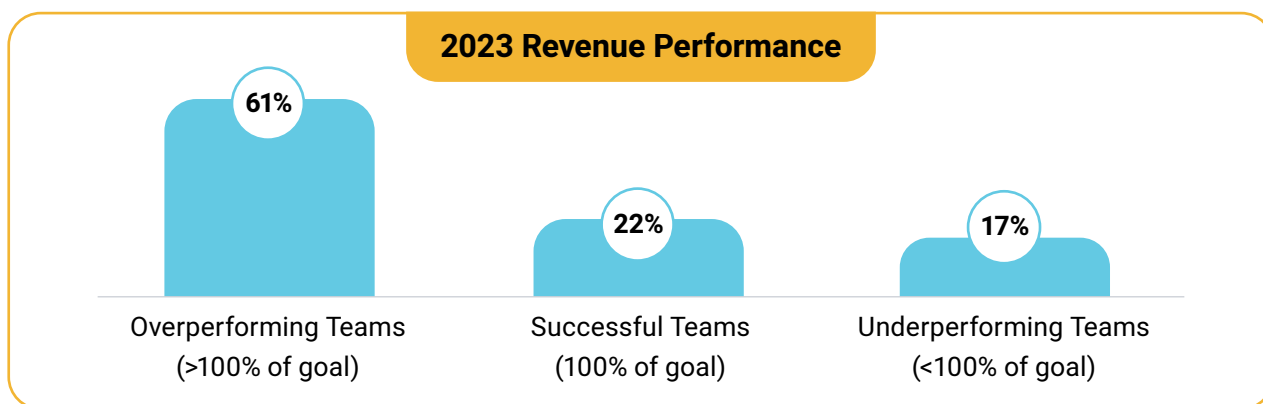 2023 Revenue Performance
61%
22%
17%
Overperforming Teams
(>100% of goal)
Successful Teams
(100% of goal)
Underperforming Teams
(<100% of goal)